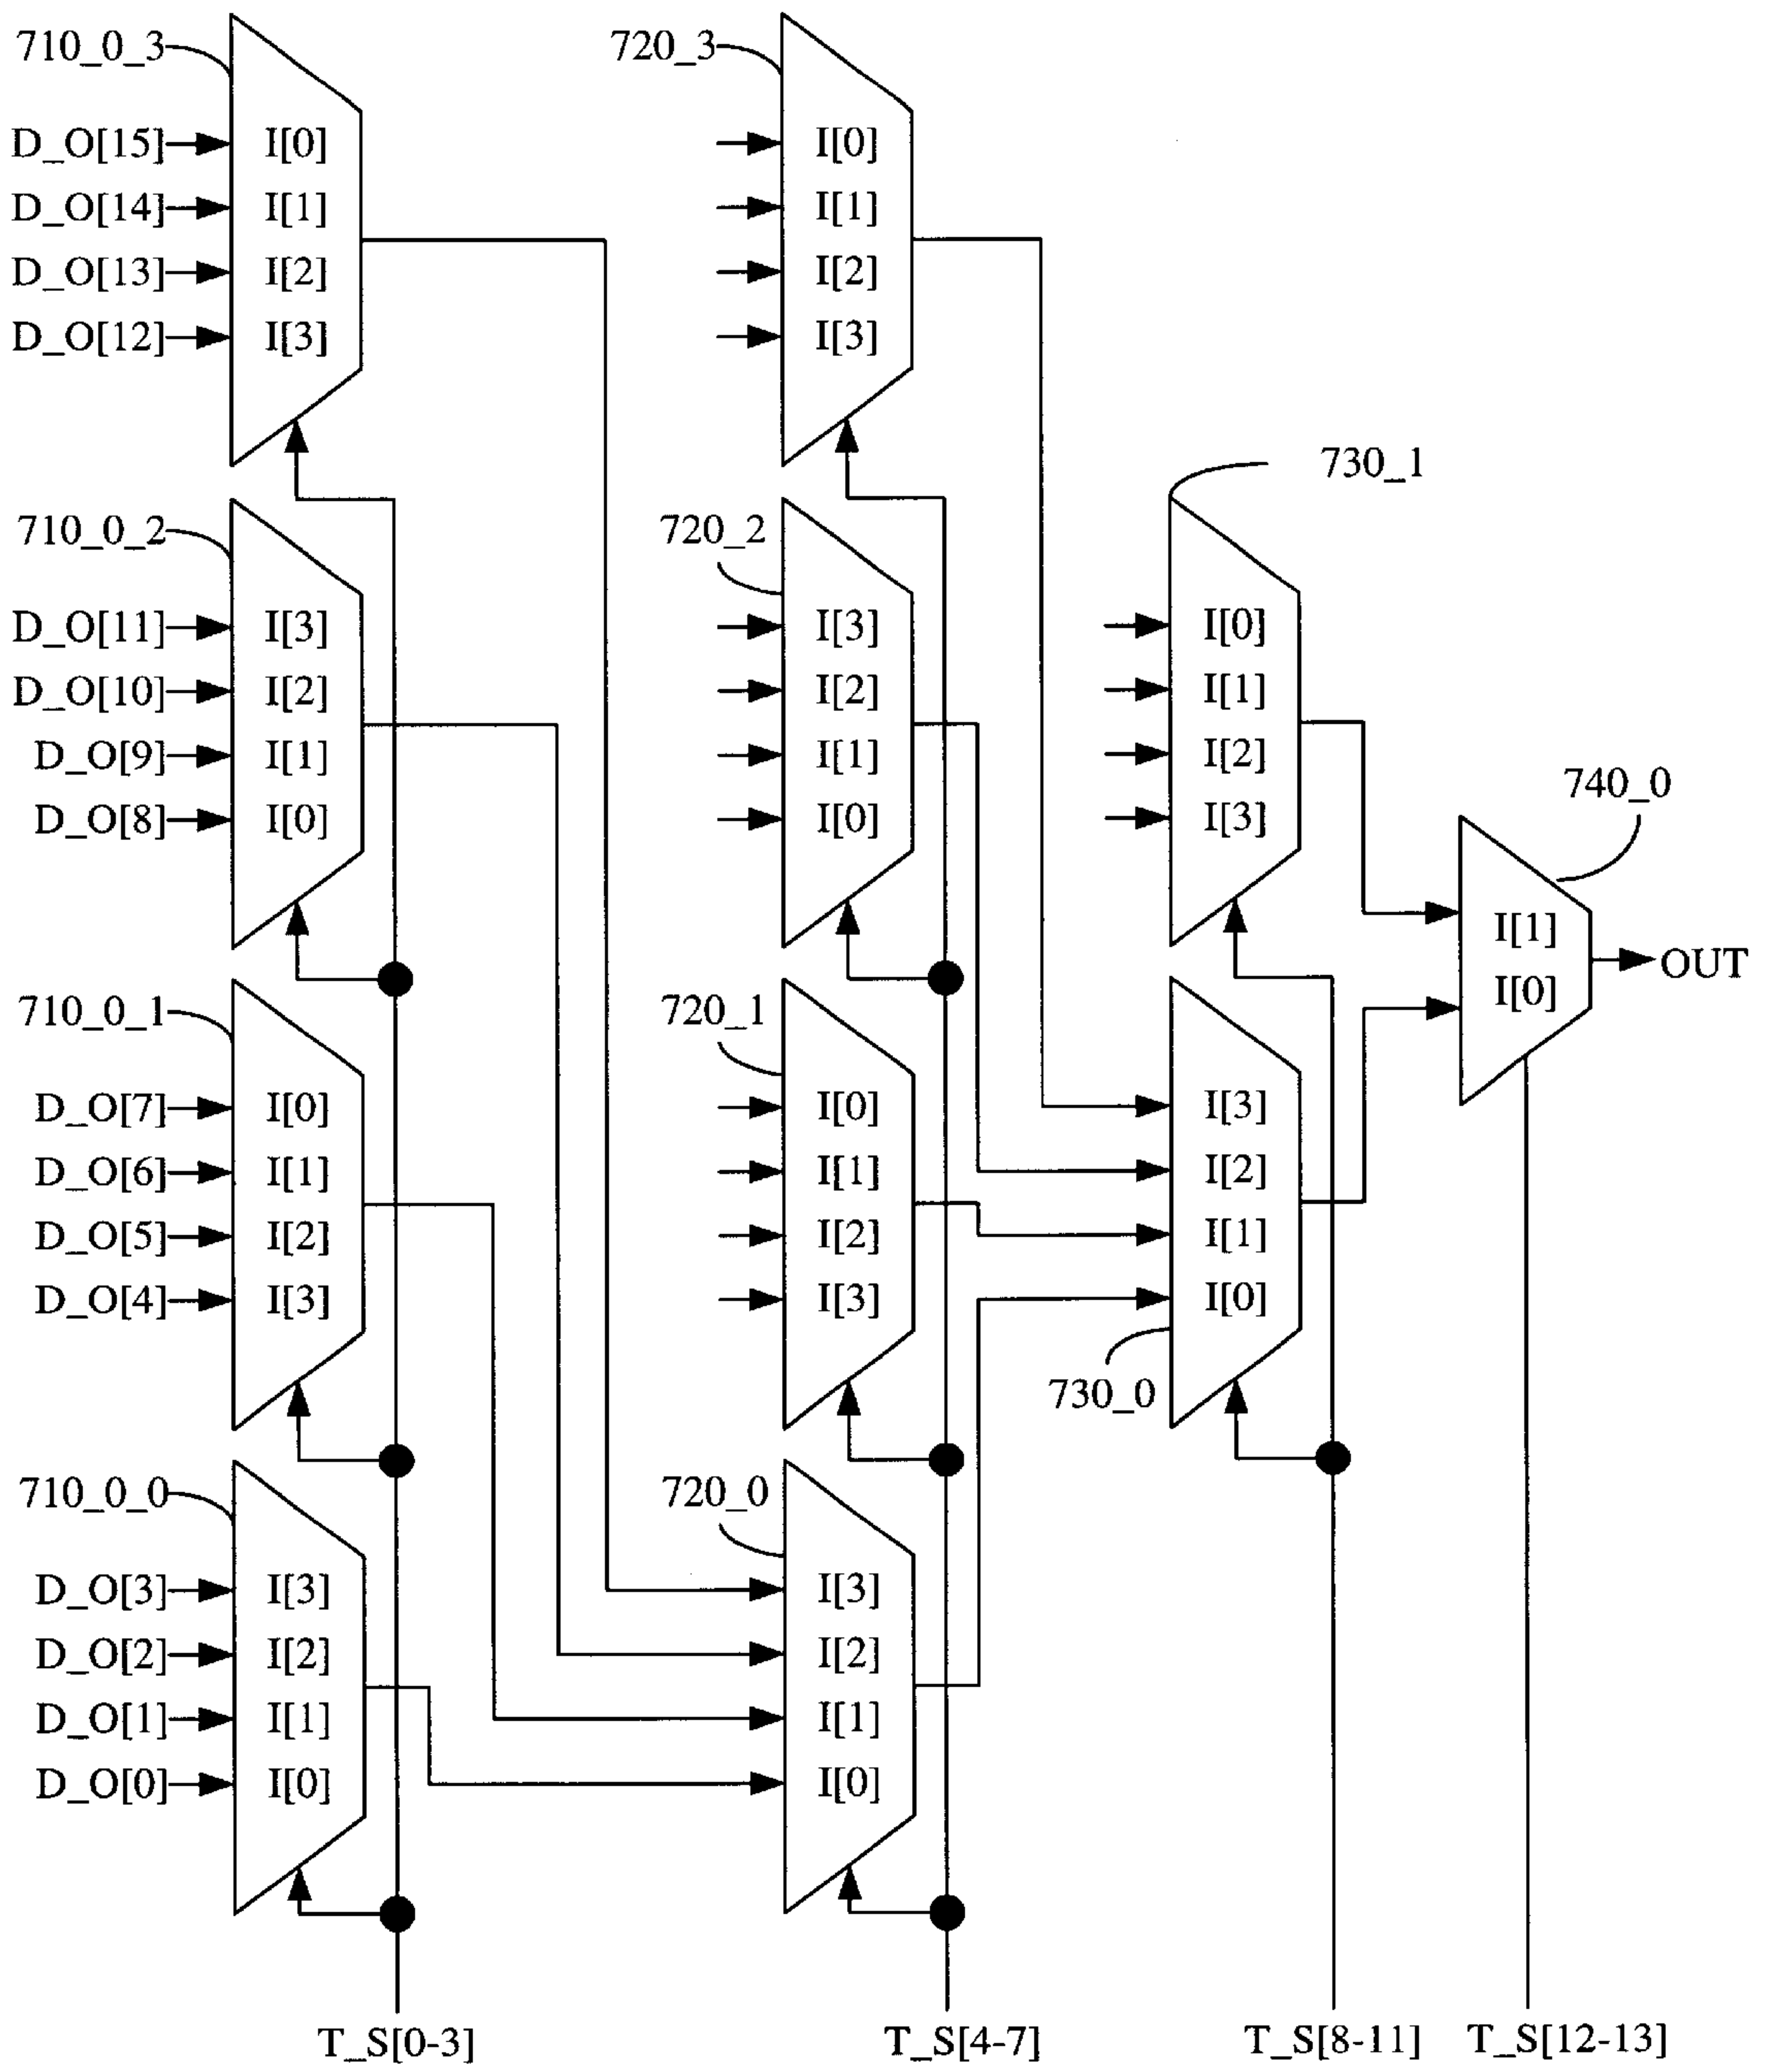 710_0_3
D_O[15]
D_O[14]
D_O[13]
D_O[12]
I[0]
I[1]
I[2]
I[3]
710_0_2
D_O[11]
D_O[10]
D_O[9]
D_O[8]
I[3]
I[2]
I[1]
I[0]
710_0_1
D_O[7]
D_O[6]
D_O[5]
D_O[4]
I[0]
I[1]
I[2]
I[3]
710_0_0
D_O[3]
D_O[2]
D_O[1]
D_O[0]
I[3]
I[2]
I[1]
I[0]
T_S[0-3]
720_3
I[0]
I[1]
I[2]
I[3]
720_2
I[3]
I[2]
I[1]
I[0]
720_1
I[0]
I[1]
I[2]
I[3]
720_0
I[3]
I[2]
I[1]
I[0]
T_S[4-7]
730_1
I[0]
I[1]
I[2]
I[3]
I[3]
I[2]
I[1]
I[0]
730_0
T_S[8-11]
740_0
I[1]
I[0]
OUT
T_S[12-13]